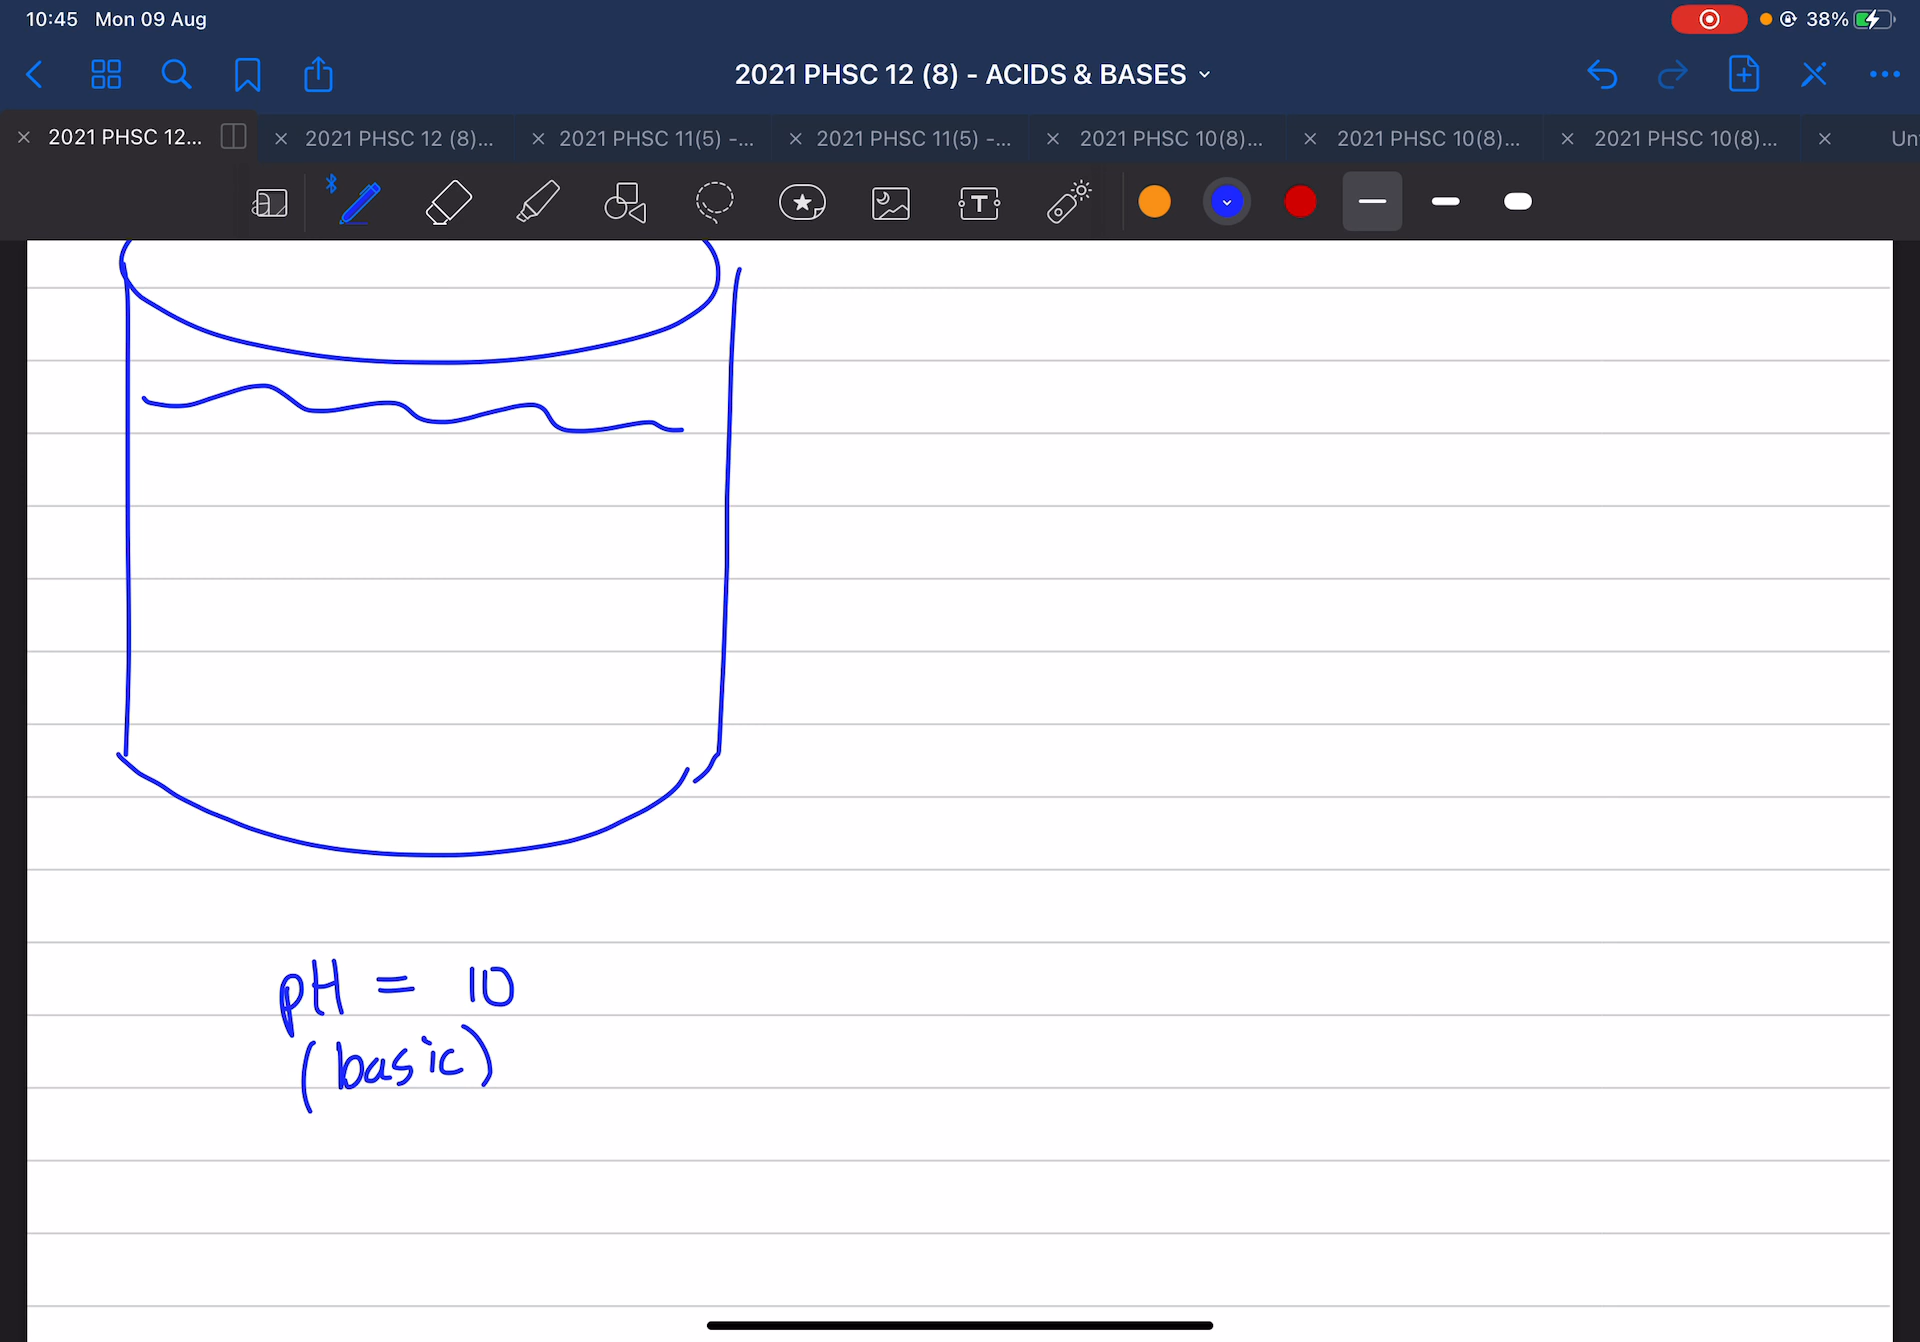 10:45 Mon 09 Aug 38%
2021 PHSC 12 (8) - ACIDS & BASES
2021 PHSC 12... 2021 PHSC 12 (8)... 2021 PHSC 11(5) -... 2021 PHSC 11(5) -... 2021 PHSC 10(8)... 2021 PHSC 10(8)... 2021 PHSC 10(8)... Un
T
pH = 10
(basic)